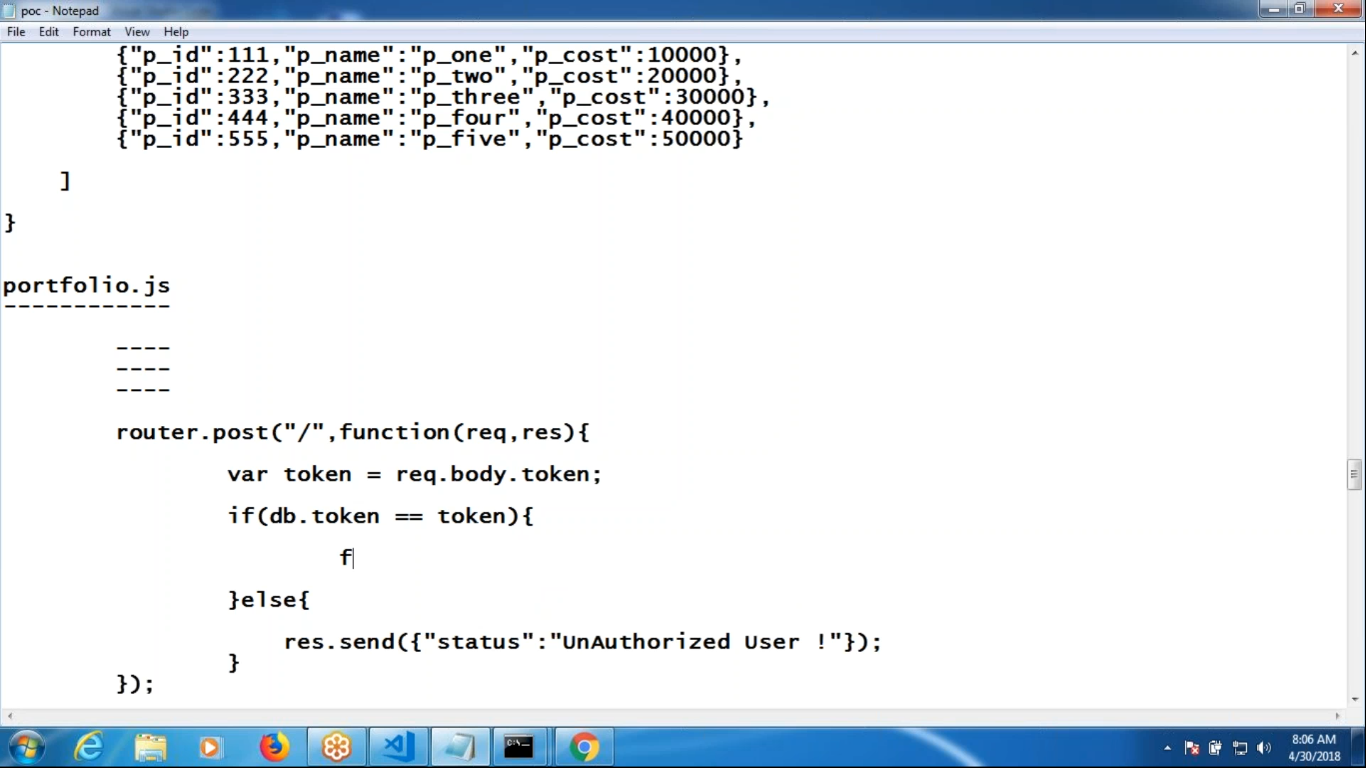 poc - Notepad
File Edit Format View Help
{"p_id":111,"p_name":"p_one","p_cost":10000},
{"p_id":222,"p_name":"p_two","p_cost":20000},
{"p_id":333,"p_name":"p_three","p_cost":30000},
{"p_id":444,"p_name":"p_four","p_cost":40000},
{"p_id":555,"p_name":"p_five","p_cost":50000}
]
}
portfolio.js
------------
----
----
----
router.post("/",function(req,res){
var token = req.body.token;
if(db.token == token){
f
}else{
res.send({"status":"UnAuthorized User !"});
}
});
8:06 AM
4/30/2018